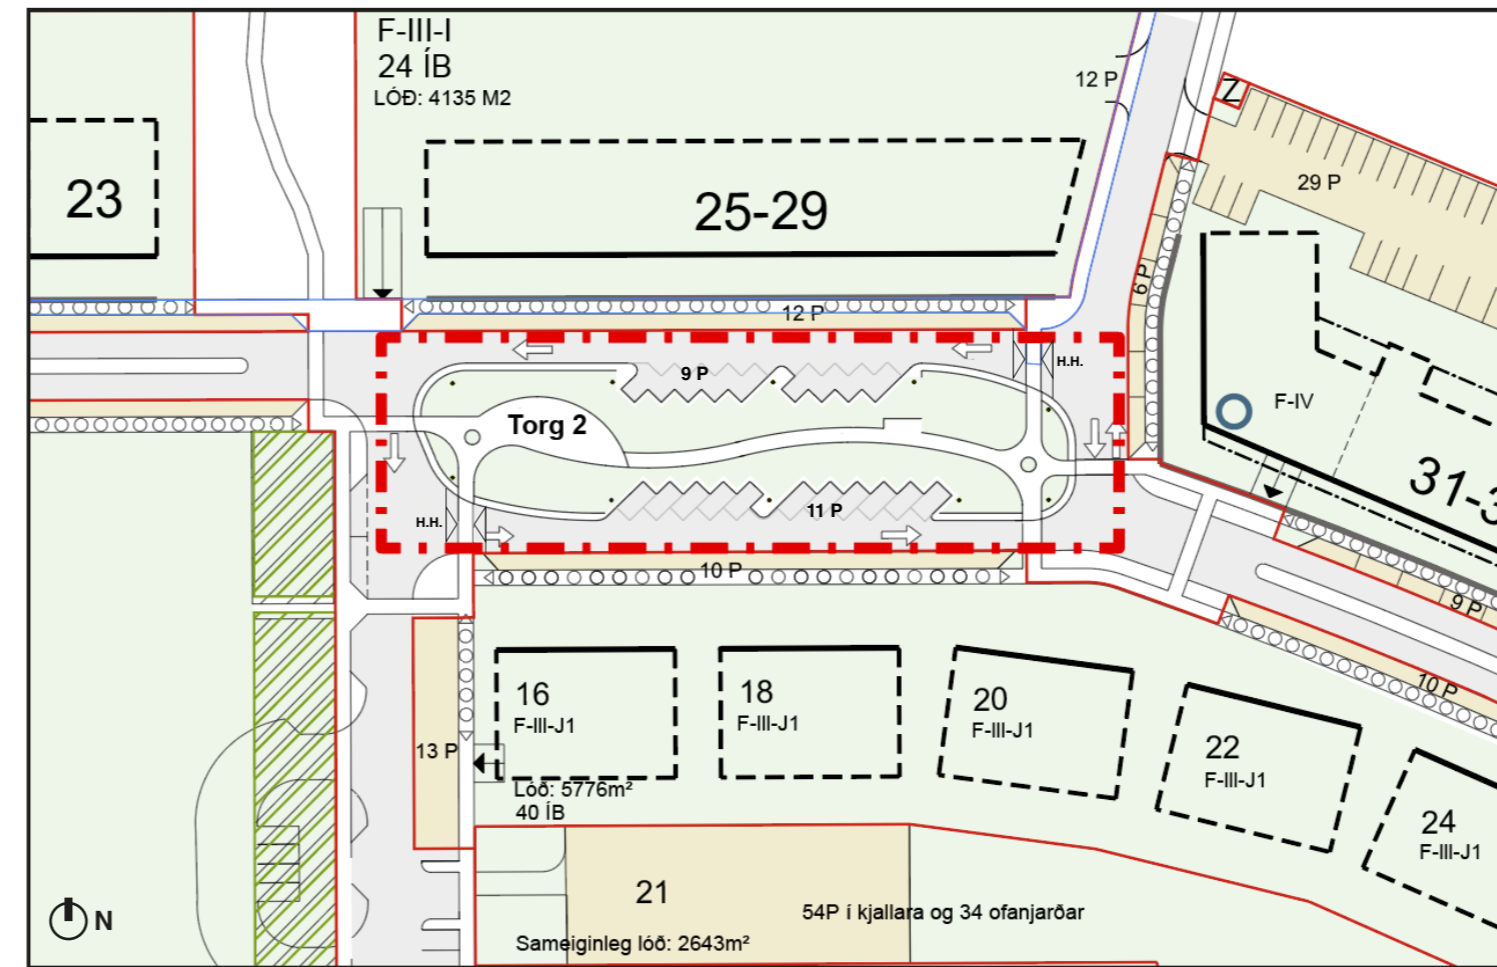 F-III-I
24 ÍB
LÓÐ: 4135 M2
12 P
Z
29 P
23
25-29
6 P
12 P
H.H.
9 P
F-IV
Torg 2
31-3
11 P
H.H.
10 P
9 P
10 P
16
F-III-J1
18
F-III-J1
20
F-III-J1
22
F-III-J1
13 P
Lóð: 5776m²
40 ÍB
24
F-III-J1
21
54P í kjallara og 34 ofanjarðar
N
Sameiginleg lóð: 2643m²